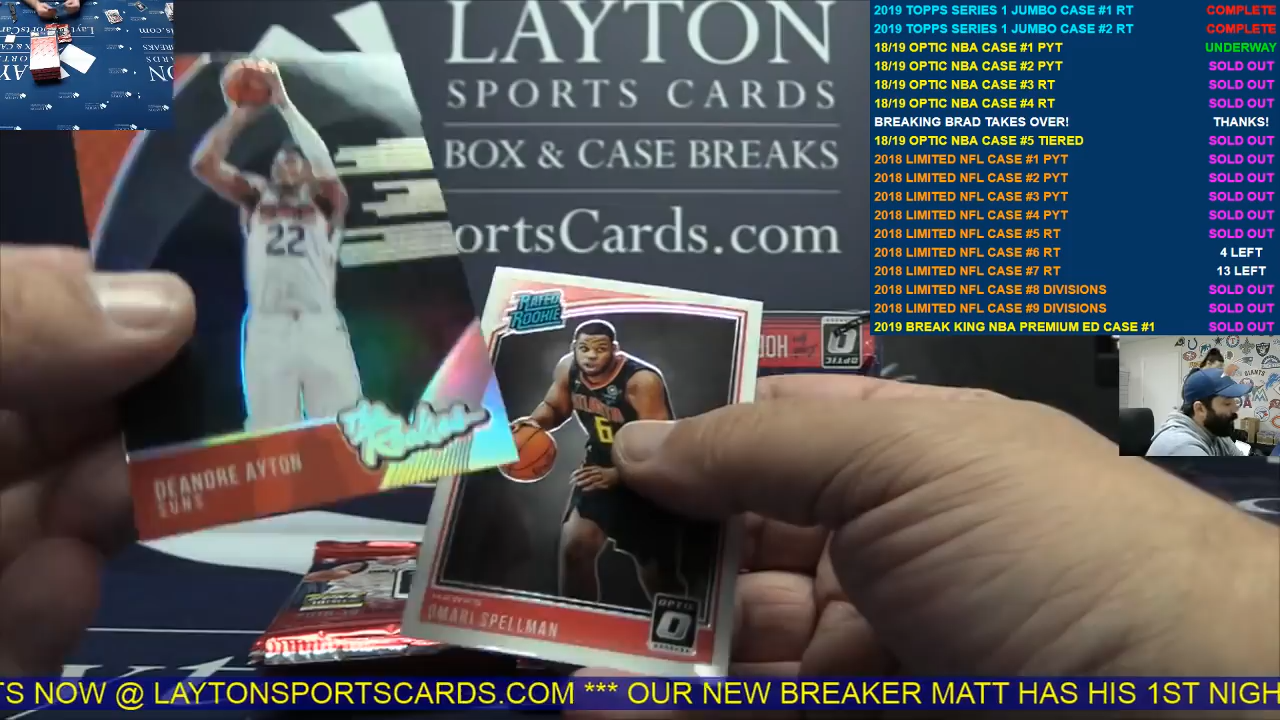 LAYTON
SPORTS CARDS
BOX & CASE BREAKS
ortsCards.com
22
DEANDRE AYTON
SUNS
The Rookies
RATED
ROOKIE
ATLANTA
6
HAWKS
OMARI SPELLMAN
OPTIC
OPTIC
2019 TOPPS SERIES 1 JUMBO CASE #1 RT COMPLETE
2019 TOPPS SERIES 1 JUMBO CASE #2 RT COMPLETE
18/19 OPTIC NBA CASE #1 PYT UNDERWAY
18/19 OPTIC NBA CASE #2 PYT SOLD OUT
18/19 OPTIC NBA CASE #3 RT SOLD OUT
18/19 OPTIC NBA CASE #4 RT SOLD OUT
BREAKING BRAD TAKES OVER! THANKS!
18/19 OPTIC NBA CASE #5 TIERED SOLD OUT
2018 LIMITED NFL CASE #1 PYT SOLD OUT
2018 LIMITED NFL CASE #2 PYT SOLD OUT
2018 LIMITED NFL CASE #3 PYT SOLD OUT
2018 LIMITED NFL CASE #4 PYT SOLD OUT
2018 LIMITED NFL CASE #5 RT SOLD OUT
2018 LIMITED NFL CASE #6 RT 4 LEFT
2018 LIMITED NFL CASE #7 RT 13 LEFT
2018 LIMITED NFL CASE #8 DIVISIONS SOLD OUT
2018 LIMITED NFL CASE #9 DIVISIONS SOLD OUT
2019 BREAK KING NBA PREMIUM ED CASE #1 SOLD OUT
TS NOW @ LAYTONSPORTSCARDS.COM *** OUR NEW BREAKER MATT HAS HIS 1ST NIGH